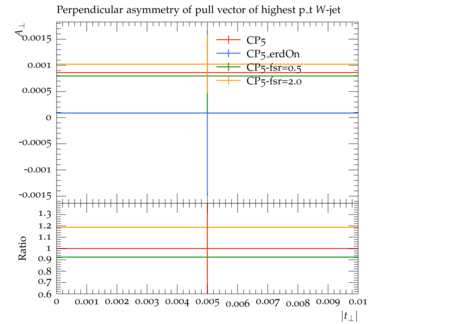 Perpendicular asymmetry of pull vector of highest p_t W-jet
A⊥
CP5
CP5_erdOn
CP5-fsr=0.5
CP5-fsr=2.0
0.0015
0.001
0.0005
0
-0.0005
-0.001
-0.0015
Ratio
1.3
1.2
1.1
1
0.9
0.8
0.7
0.6
0 0.001 0.002 0.003 0.004 0.005 0.006 0.007 0.008 0.009 0.01
|t⊥|